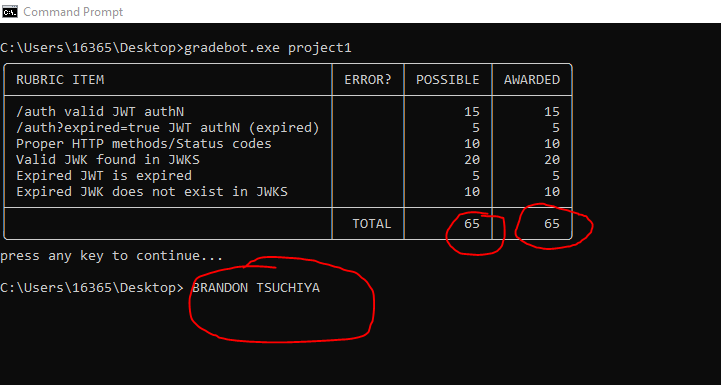 Command Prompt
C:\Users\16365\Desktop>gradebot.exe project1
RUBRIC ITEM ERROR? POSSIBLE AWARDED
/auth valid JWT authN 15 15
/auth?expired=true JWT authN (expired) 5 5
Proper HTTP methods/Status codes 10 10
Valid JWK found in JWKS 20 20
Expired JWT is expired 5 5
Expired JWK does not exist in JWKS 10 10
TOTAL 65 65
press any key to continue...
C:\Users\16365\Desktop> BRANDON TSUCHIYA